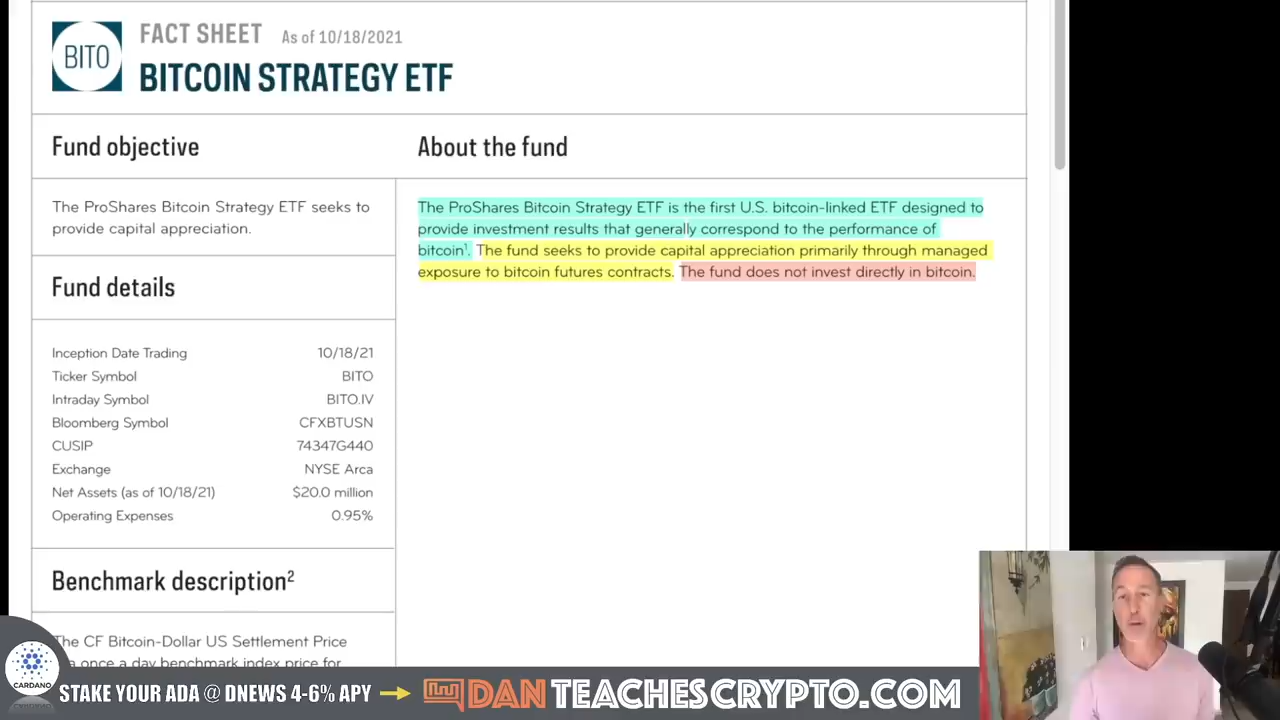 BITO
FACT SHEET As of 10/18/2021
BITCOIN STRATEGY ETF
Fund objective
The ProShares Bitcoin Strategy ETF seeks to
provide capital appreciation.
Fund details
Inception Date Trading 10/18/21
Ticker Symbol BITO
Intraday Symbol BITO.IV
Bloomberg Symbol CFXBTUSN
CUSIP 74347G440
Exchange NYSE Arca
Net Assets (as of 10/18/21) $20.0 million
Operating Expenses 0.95%
Benchmark description2
The CF Bitcoin-Dollar US Settlement Price
a once a day benchmark index price for
About the fund
The ProShares Bitcoin Strategy ETF is the first U.S. bitcoin-linked ETF designed to
provide investment results that generally correspond to the performance of
bitcoin1. The fund seeks to provide capital appreciation primarily through managed
exposure to bitcoin futures contracts. The fund does not invest directly in bitcoin.
CARDANO
STAKE YOUR ADA @ DNEWS 4-6% APY
DANTEACHESCRYPTO.COM